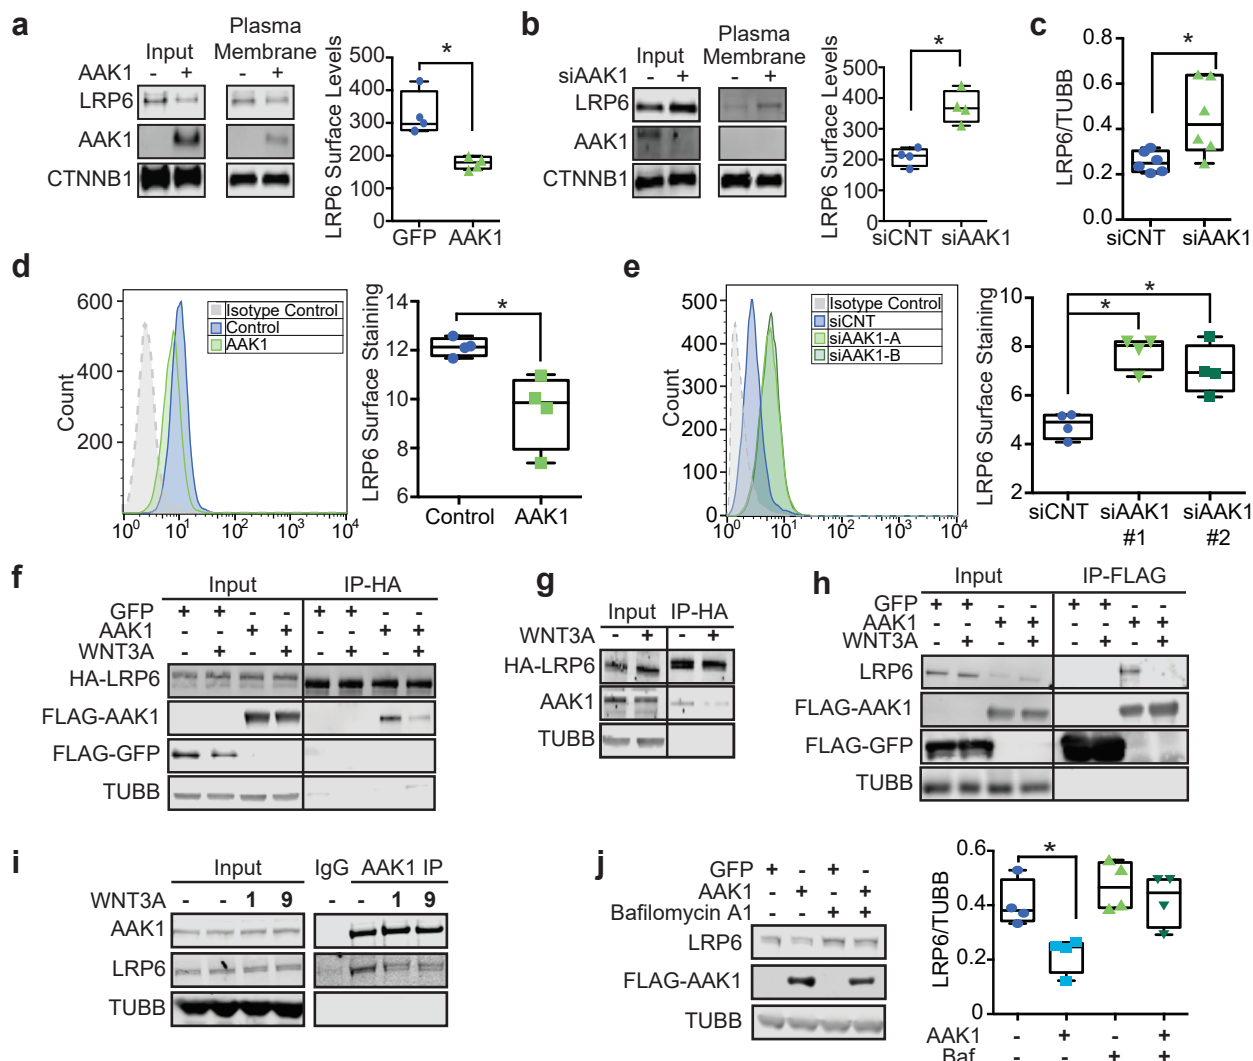 a
Input
Plasma
Membrane
AAK1 - + - +
LRP6
AAK1
CTNNB1
LRP6 Surface Levels
500
400
300
200
100
0
*
GFP AAK1
b
Input
Plasma
Membrane
siAAK1 - + - +
LRP6
AAK1
CTNNB1
LRP6 Surface Levels
500
400
300
200
100
0
*
siCNT siAAK1
c
LRP6/TUBB
0.8
0.6
0.4
0.2
0.0
*
siCNT siAAK1
d
Count
600
400
200
10⁰ 10¹ 10² 10³ 10⁴
Isotype Control
Control
AAK1
LRP6 Surface Staining
14
12
10
8
6
*
Control AAK1
e
Count
500
400
300
200
100
0
10⁰ 10¹ 10² 10³ 10⁴
Isotype Control
siCNT
siAAK1-A
siAAK1-B
LRP6 Surface Staining
10
8
6
4
2
*
*
siCNT siAAK1 siAAK1
#1 #2
f
Input IP-HA
GFP + + - - + + - -
AAK1 - - + + - - + +
WNT3A - + - + - + - +
HA-LRP6
FLAG-AAK1
FLAG-GFP
TUBB
g
Input IP-HA
WNT3A - + - +
HA-LRP6
AAK1
TUBB
h
Input IP-FLAG
GFP + + - - + + - -
AAK1 - - + + - - + +
WNT3A - + - + - + - +
LRP6
FLAG-AAK1
FLAG-GFP
TUBB
i
Input IgG AAK1 IP
WNT3A - - 1 9 - - 1 9
AAK1
LRP6
TUBB
j
GFP + - + -
AAK1 - + - +
Bafilomycin A1 - - + +
LRP6
FLAG-AAK1
TUBB
LRP6/TUBB
0.6
0.4
0.2
0
*
AAK1 - + - +
Baf - - + +